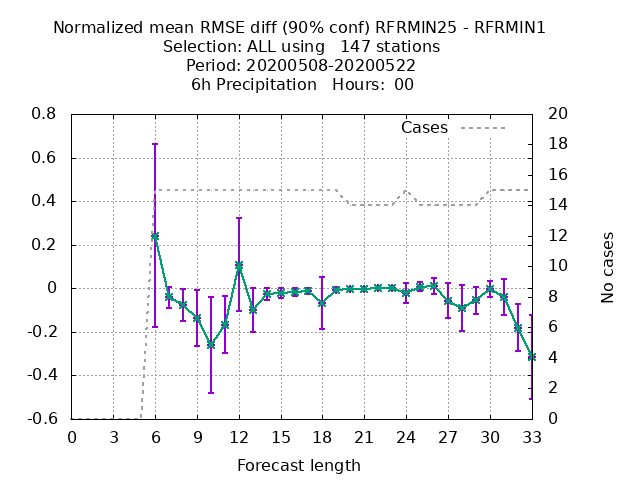 Normalized mean RMSE diff (90% conf) RFRMIN25 - RFRMIN1
Selection: ALL using   147 stations
Period: 20200508-20200522
6h Precipitation   Hours:  00
Cases
0.8
0.6
0.4
0.2
0
-0.2
-0.4
-0.6
20
18
16
14
12
10
8
6
4
2
0
No cases
0 3 6 9 12 15 18 21 24 27 30 33
Forecast length